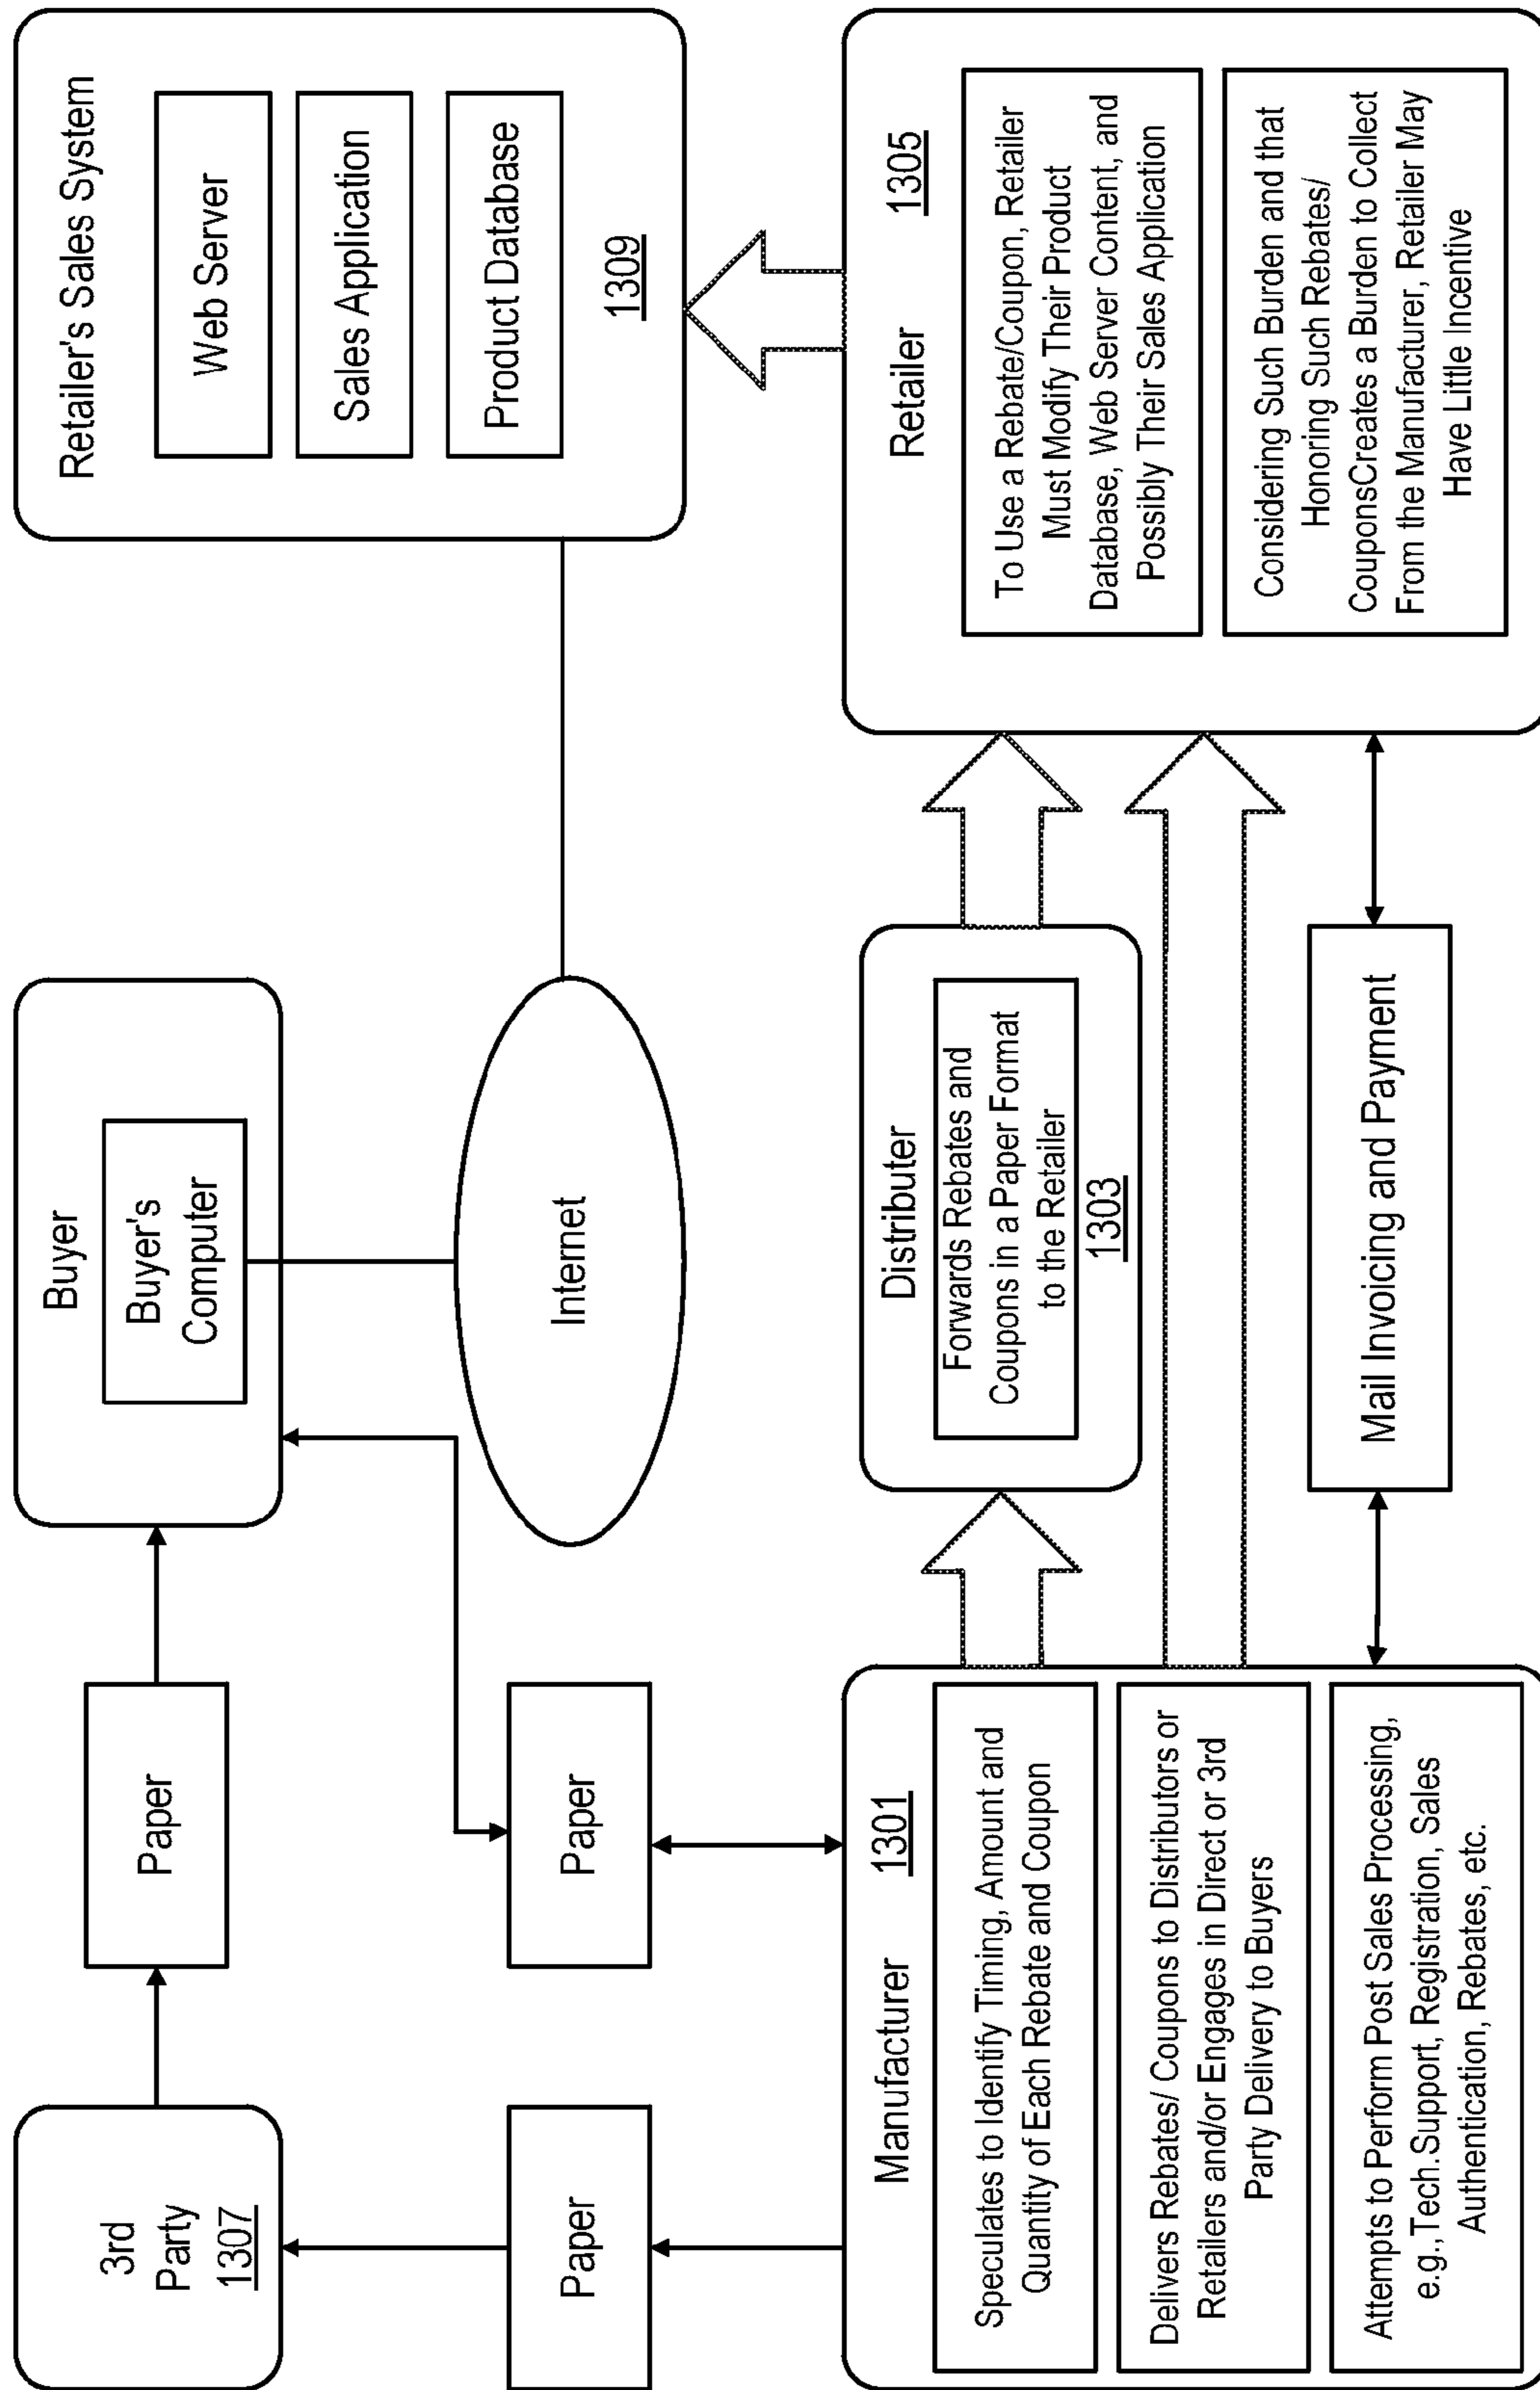 3rd
Party
1307
Paper
Buyer
Buyer's
Computer
Retailer's Sales System
Web Server
Sales Application
Product Database
1309
Paper
Paper
Internet
Manufacturer
1301
Speculates to Identify Timing, Amount and
Quantity of Each Rebate and Coupon
Delivers Rebates/ Coupons to Distributors or
Retailers and/or Engages in Direct or 3rd
Party Delivery to Buyers
Attempts to Perform Post Sales Processing,
e.g.,Tech.Support, Registration, Sales
Authentication, Rebates, etc.
Distributer
Forwards Rebates and
Coupons in a Paper Format
to the Retailer
1303
Mail Invoicing and Payment
Retailer
1305
To Use a Rebate/Coupon, Retailer
Must Modify Their Product
Database, Web Server Content, and
Possibly Their Sales Application
Considering Such Burden and that
Honoring Such Rebates/
CouponsCreates a Burden to Collect
From the Manufacturer, Retailer May
Have Little Incentive